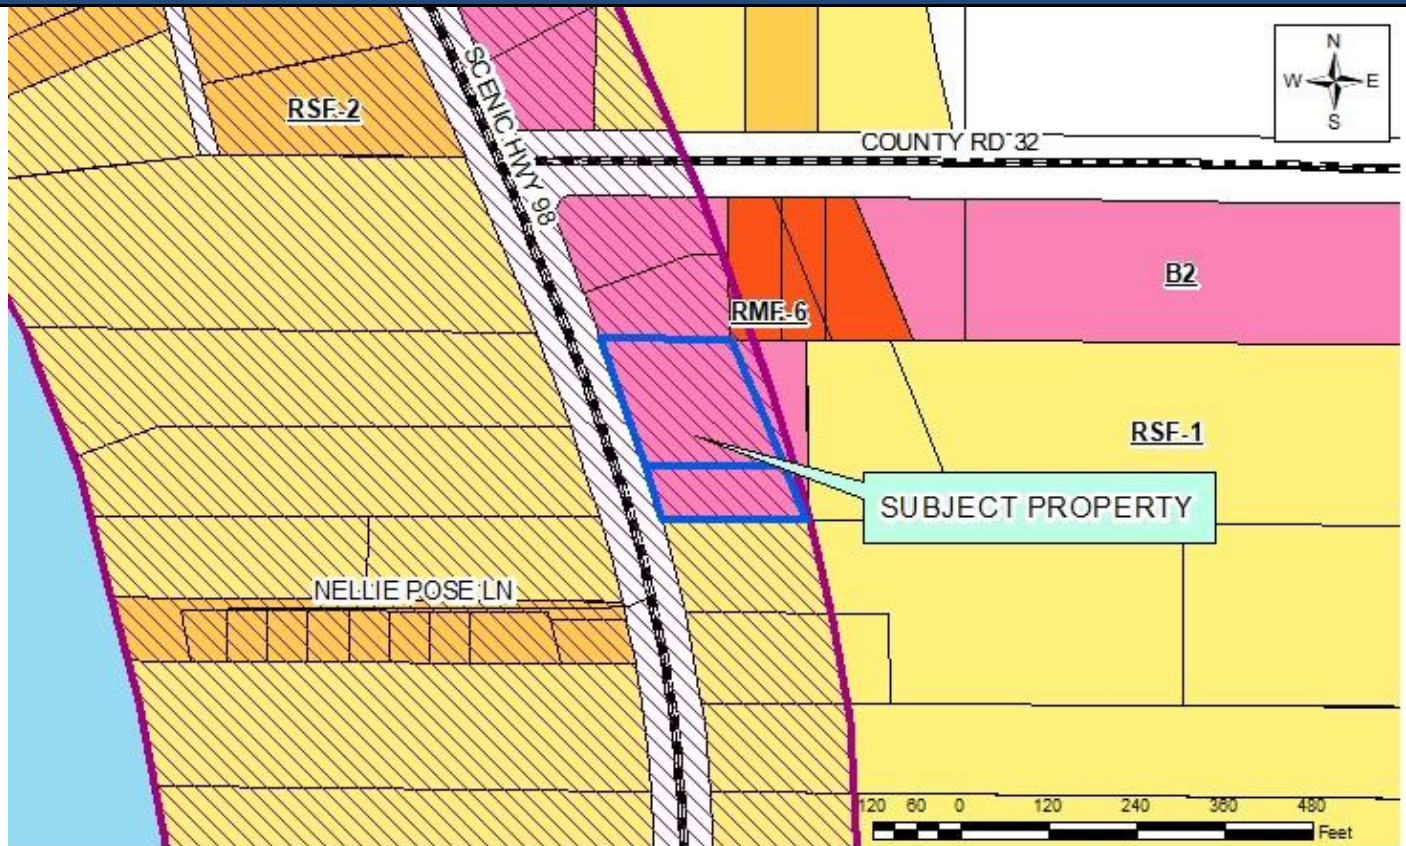 N
W E
S
SCENIC HWY 98
RSF-2
COUNTY RD 32
B2
RMF-6
RSF-1
SUBJECT PROPERTY
NELLIE POSE LN
120 60 0 120 240 360 480
Feet